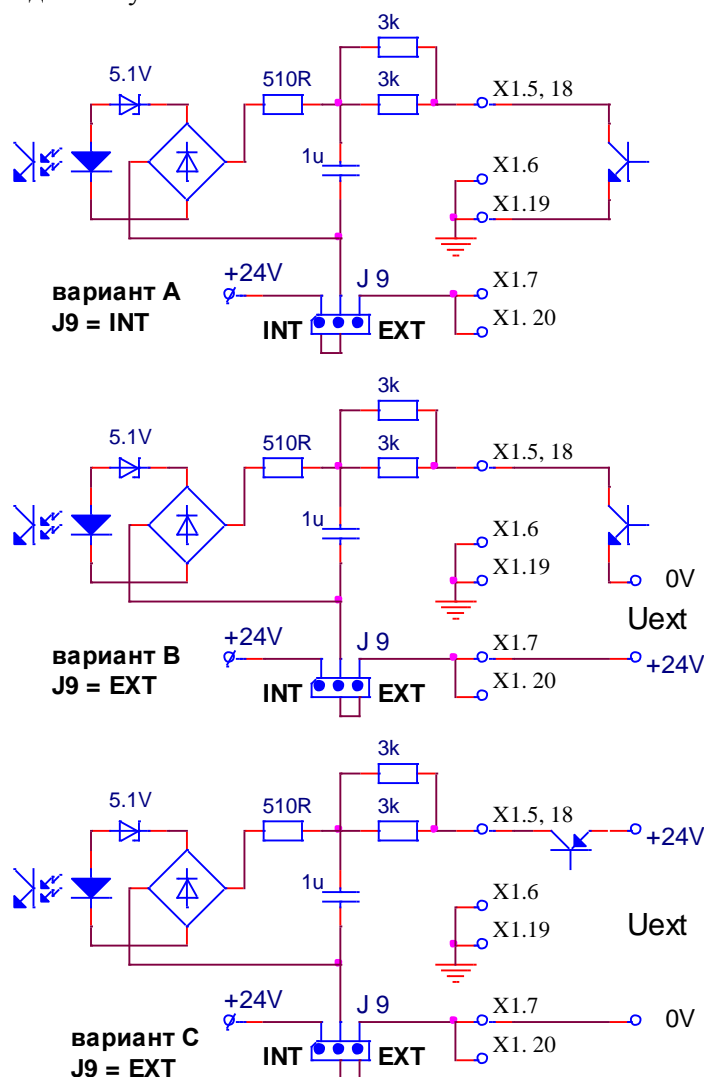 3k
5.1V
510R
3k
X1.5, 18
1u
X1.6
X1.19
+24V
J 9
X1.7
вариант А
J9 = INT
INT
EXT
X1. 20
3k
5.1V
510R
3k
X1.5, 18
1u
X1.6
X1.19
0V
Uext
+24V
J 9
X1.7
+24V
вариант В
J9 = EXT
INT
EXT
X1. 20
3k
5.1V
510R
3k
X1.5, 18
+24V
1u
X1.6
X1.19
Uext
+24V
J 9
X1.7
0V
вариант С
J9 = EXT
INT
EXT
X1. 20